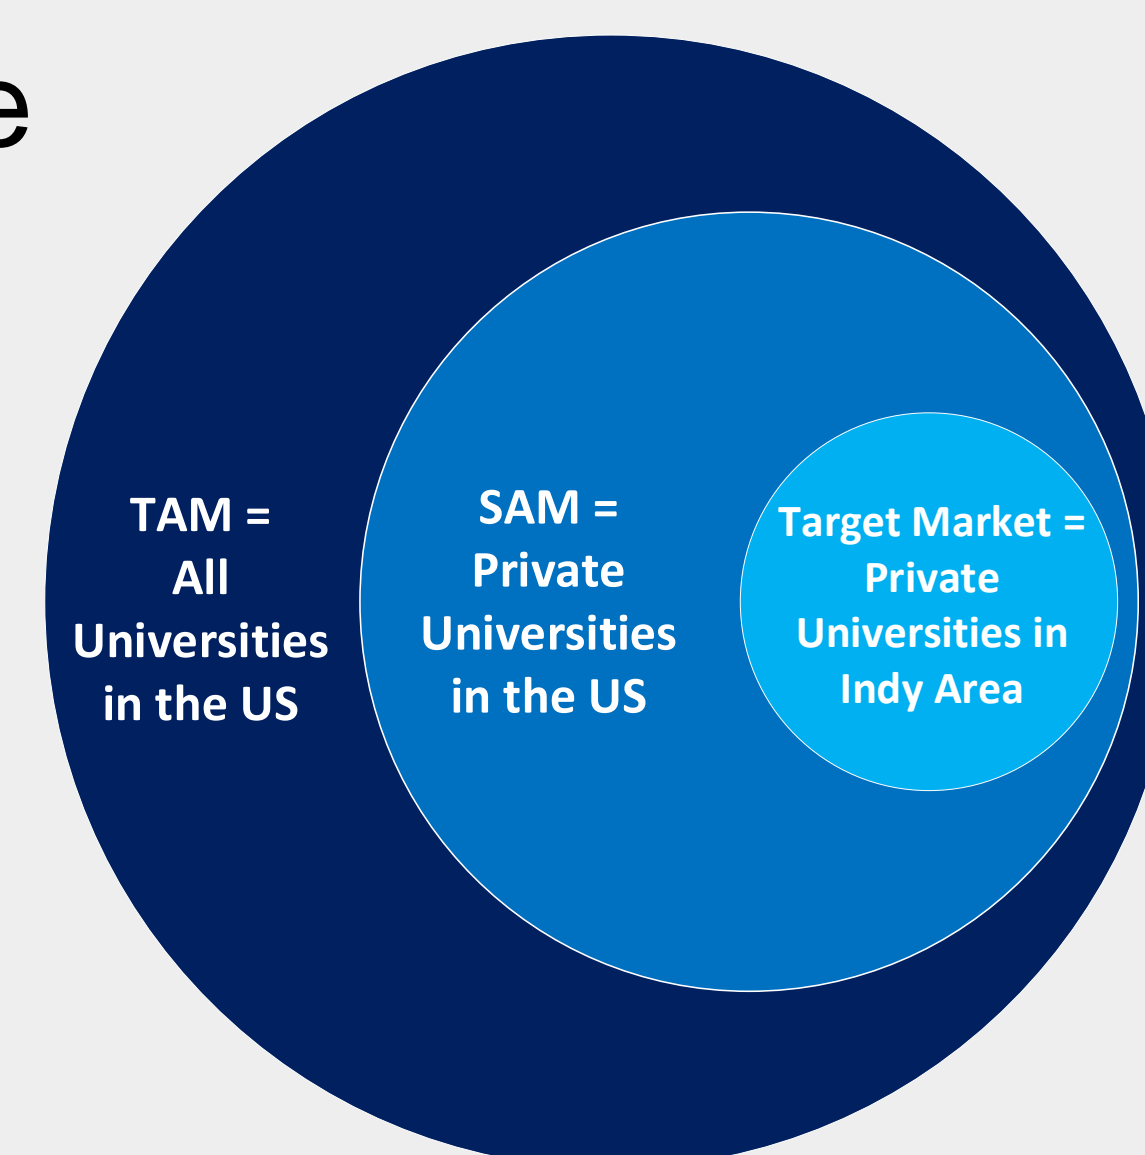 e
TAM =
All
Universities
in the US
SAM =
Private
Universities
in the US
Target Market =
Private
Universities in
Indy Area